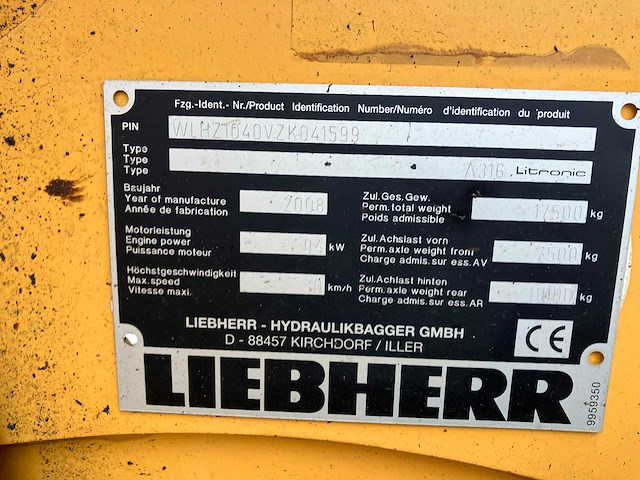 Fzg.-Ident.- Nr./Product Identification Number/Numéro d'identification du produit
PIN WLHZ1040VZK041599
Type
Type
Type A316 Litronic
Baujahr
Year of manufacture 2008
Année de fabrication
Zul. Ges. Gew.
Perm. total weight 17500 kg
Poids admissible
Motorleistung
Engine power kW
Puissance moteur
Zul. Achslast vorn
Perm. axle weight front kg
Charge admis. sur ess. AV
Höchstgeschwindigkeit
Max. speed km/h
Vitesse maxi.
Zul. Achlast hinten
Perm. axle weight rear kg
Charge admis. sur ess. AR
LIEBHERR - HYDRAULIKBAGGER GMBH
D - 88457 KIRCHDORF / ILLER
CE
LIEBHERR
9959350